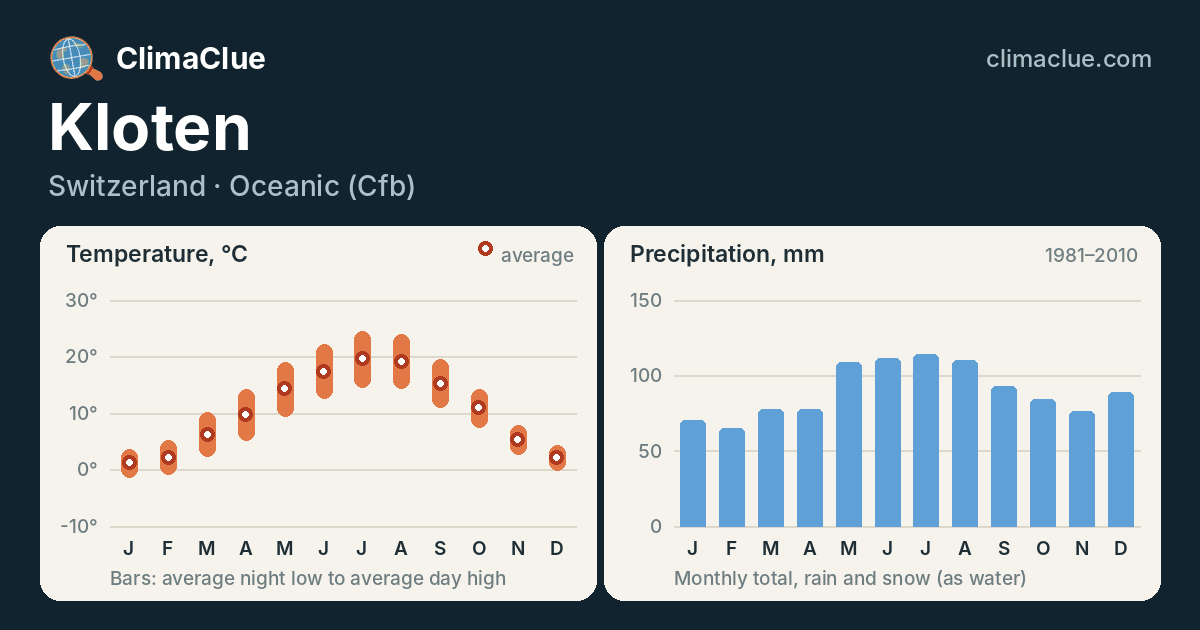 ClimaClue
climaclue.com
Kloten
Switzerland · Oceanic (Cfb)
Temperature, °C
average
30°
20°
10°
0°
-10°
J F M A M J J A S O N D
Bars: average night low to average day high
Precipitation, mm
1981–2010
150
100
50
0
J F M A M J J A S O N D
Monthly total, rain and snow (as water)